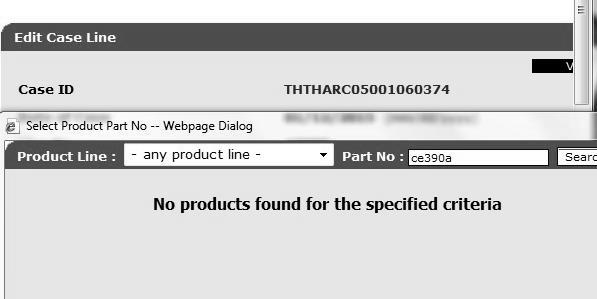 Edit Case Line
V
Case ID THTHARC05001060374
Select Product Part No -- Webpage Dialog
Product Line : - any product line - Part No : ce390a Searc
No products found for the specified criteria